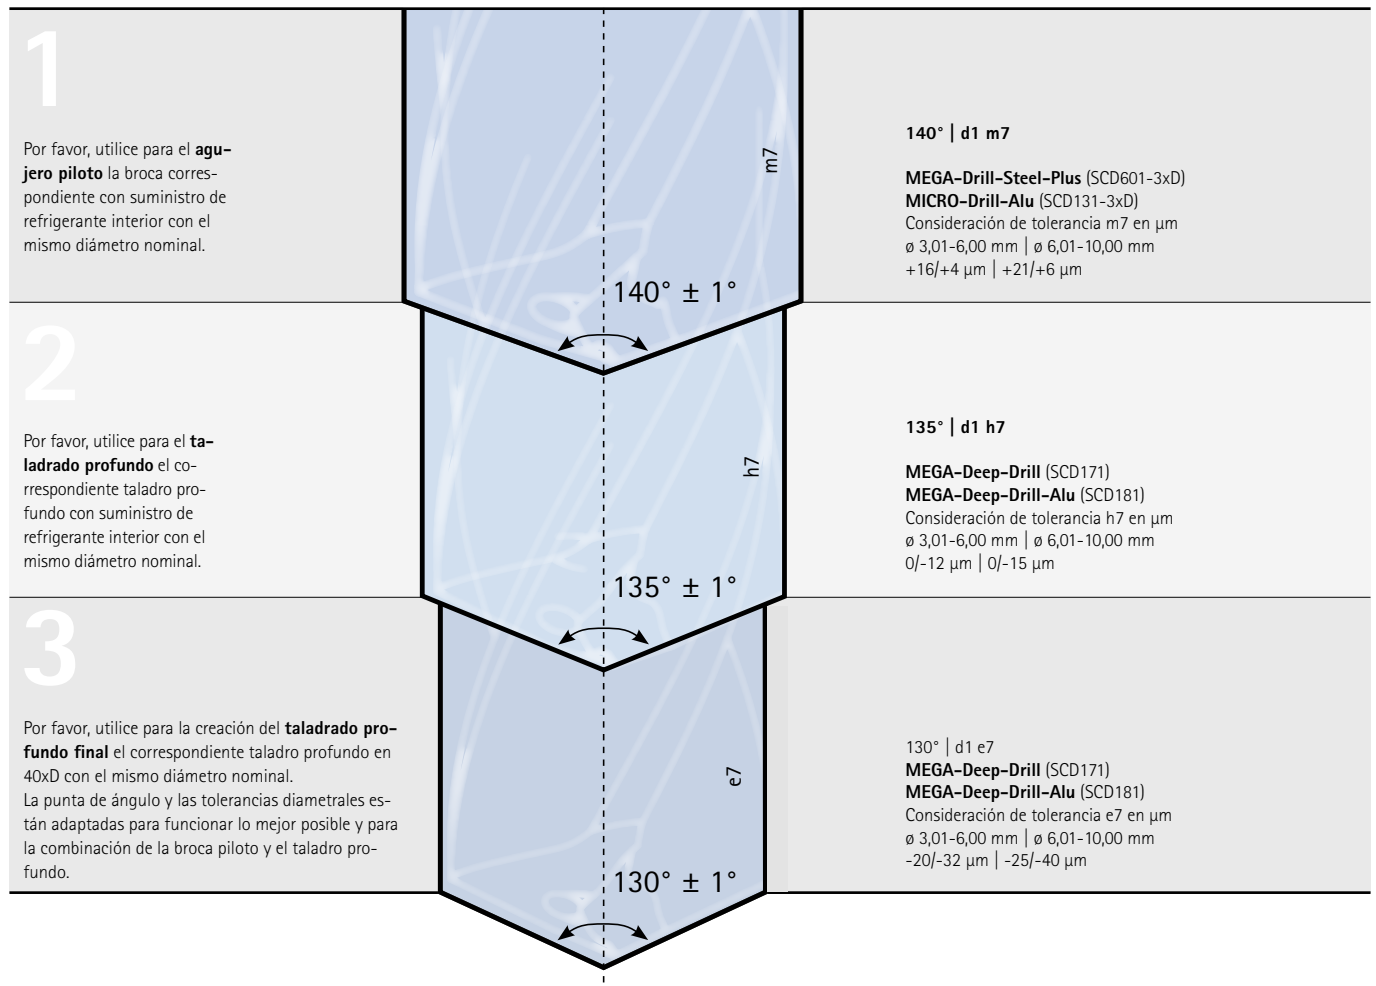 1
Por favor, utilice para el agu-
jero piloto la broca corres-
pondiente con suministro de
refrigerante interior con el
mismo diámetro nominal.
m7
140° ± 1°
140° | d1 m7
MEGA-Drill-Steel-Plus (SCD601-3xD)
MICRO-Drill-Alu (SCD131-3xD)
Consideración de tolerancia m7 en µm
ø 3,01-6,00 mm | ø 6,01-10,00 mm
+16/+4 µm | +21/+6 µm
2
Por favor, utilice para el ta-
ladrado profundo el co-
rrespondiente taladro pro-
fundo con suministro de
refrigerante interior con el
mismo diámetro nominal.
h7
135° ± 1°
135° | d1 h7
MEGA-Deep-Drill (SCD171)
MEGA-Deep-Drill-Alu (SCD181)
Consideración de tolerancia h7 en µm
ø 3,01-6,00 mm | ø 6,01-10,00 mm
0/-12 µm | 0/-15 µm
3
Por favor, utilice para la creación del taladrado pro-
fundo final el correspondiente taladro profundo en
40xD con el mismo diámetro nominal.
La punta de ángulo y las tolerancias diametrales es-
tán adaptadas para funcionar lo mejor posible y para
la combinación de la broca piloto y el taladro pro-
fundo.
e7
130° ± 1°
130° | d1 e7
MEGA-Deep-Drill (SCD171)
MEGA-Deep-Drill-Alu (SCD181)
Consideración de tolerancia e7 en µm
ø 3,01-6,00 mm | ø 6,01-10,00 mm
-20/-32 µm | -25/-40 µm